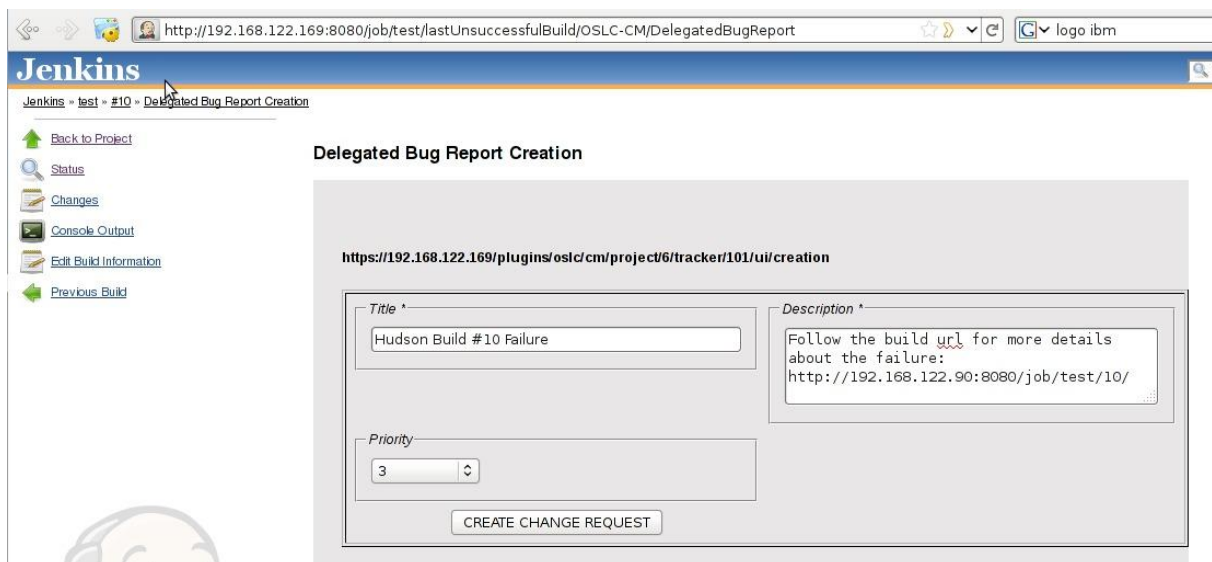 http://192.168.122.169:8080/job/test/lastUnsuccessfulBuild/OSLC-CM/DelegatedBugReport
G logo ibm
Jenkins
Jenkins » test » #10 » Delegated Bug Report Creation
Back to Project
Status
Changes
Console Output
Edit Build Information
Previous Build
Delegated Bug Report Creation
https://192.168.122.169/plugins/oslc/cm/project/6/tracker/101/ui/creation
Title *
Hudson Build #10 Failure
Description *
Follow the build url for more details
about the failure:
http://192.168.122.90:8080/job/test/10/
Priority
3
CREATE CHANGE REQUEST